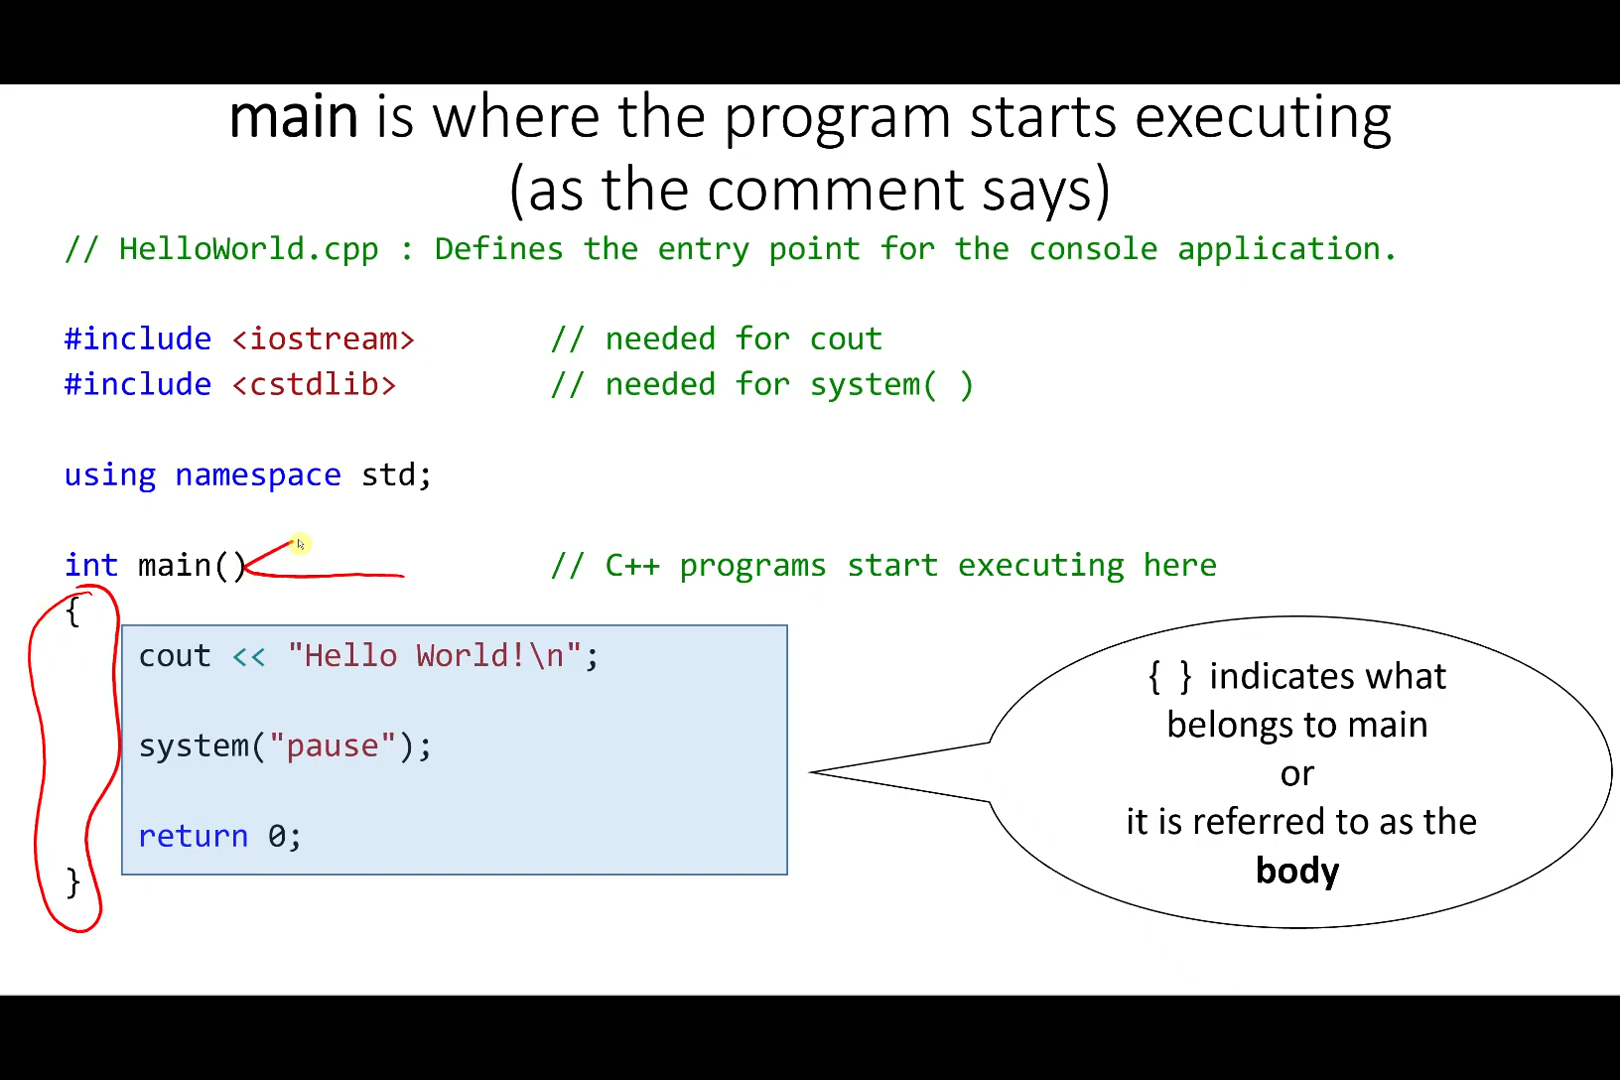 main is where the program starts executing
(as the comment says)
// HelloWorld.cpp : Defines the entry point for the console application.
#include <iostream> // needed for cout
#include <cstdlib> // needed for system( )
using namespace std;
int main() // C++ programs start executing here
{
cout << "Hello World!\n";
system("pause");
return 0;
}
{ } indicates what
belongs to main
or
it is referred to as the
body